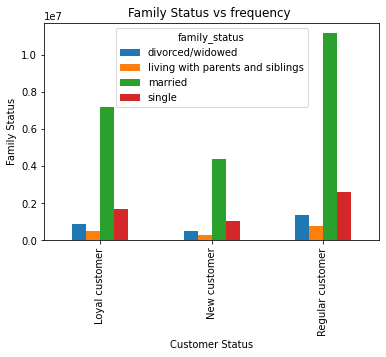 Family Status vs frequency
1e7
family_status
divorced/widowed
living with parents and siblings
married
single
1.0
0.8
0.6
0.4
0.2
0.0
Family Status
Loyal customer
New customer
Regular customer
Customer Status